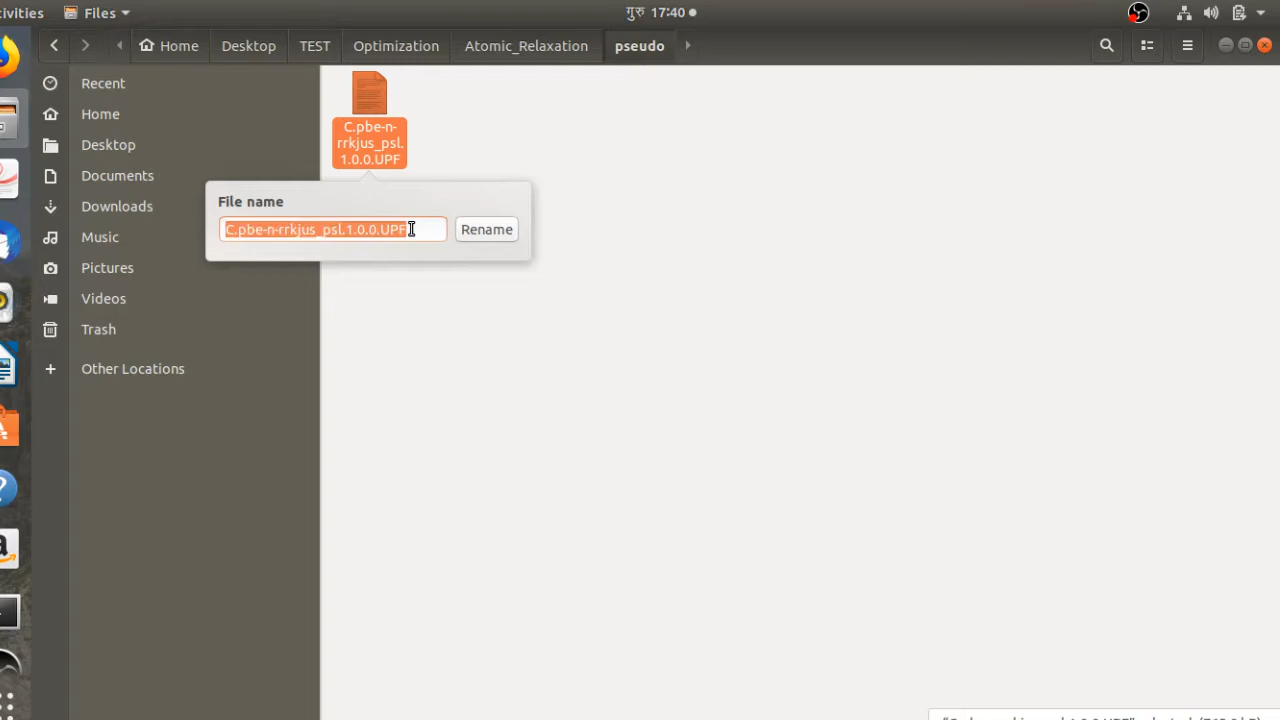 Files
गुरु 17:40
Home
Desktop
TEST
Optimization
Atomic_Relaxation
pseudo
Recent
Home
Desktop
Documents
Downloads
Music
Pictures
Videos
Trash
Other Locations
C.pbe-n-
rrkjus_psl.
1.0.0.UPF
File name
C.pbe-n-rrkjus_psl.1.0.0.UPF
Rename